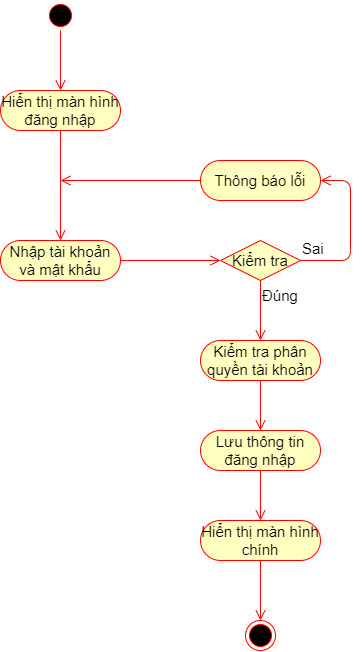 Hiển thị màn hình
đăng nhập
Thông báo lỗi
Nhập tài khoản
và mật khẩu
Kiểm tra
Sai
Đúng
Kiểm tra phân
quyền tài khoản
Lưu thông tin
đăng nhập
Hiển thị màn hình
chính